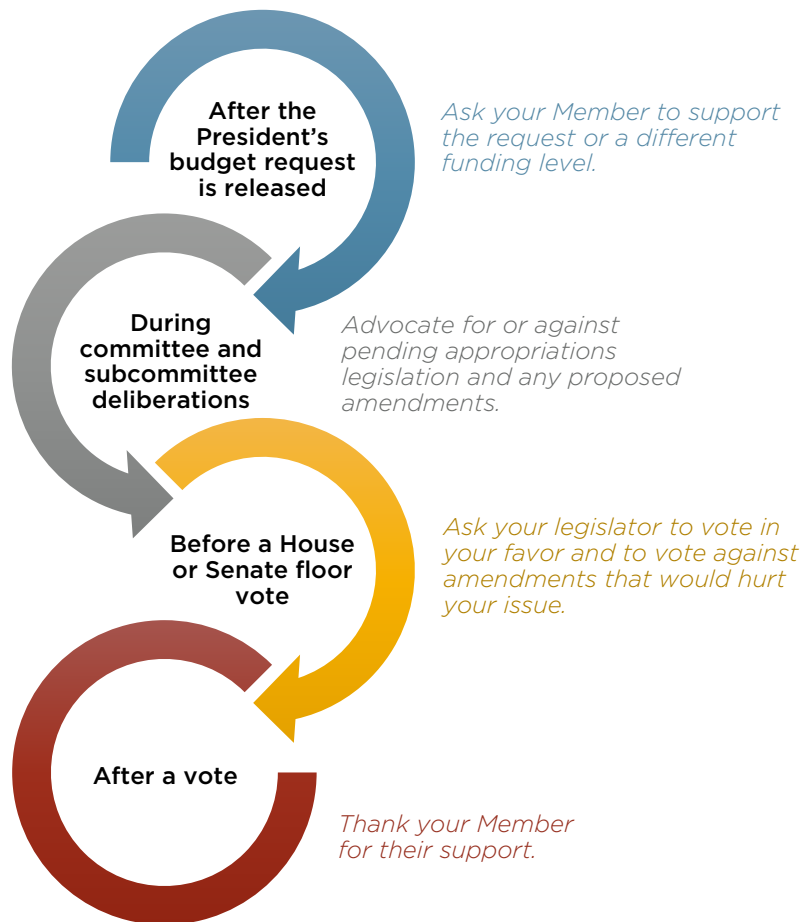 After the
President’s
budget request
is released
Ask your Member to support
the request or a different
funding level.
During
committee and
subcommittee
deliberations
Advocate for or against
pending appropriations
legislation and any proposed
amendments.
Before a House
or Senate floor
vote
Ask your legislator to vote in
your favor and to vote against
amendments that would hurt
your issue.
After a vote
Thank your Member
for their support.